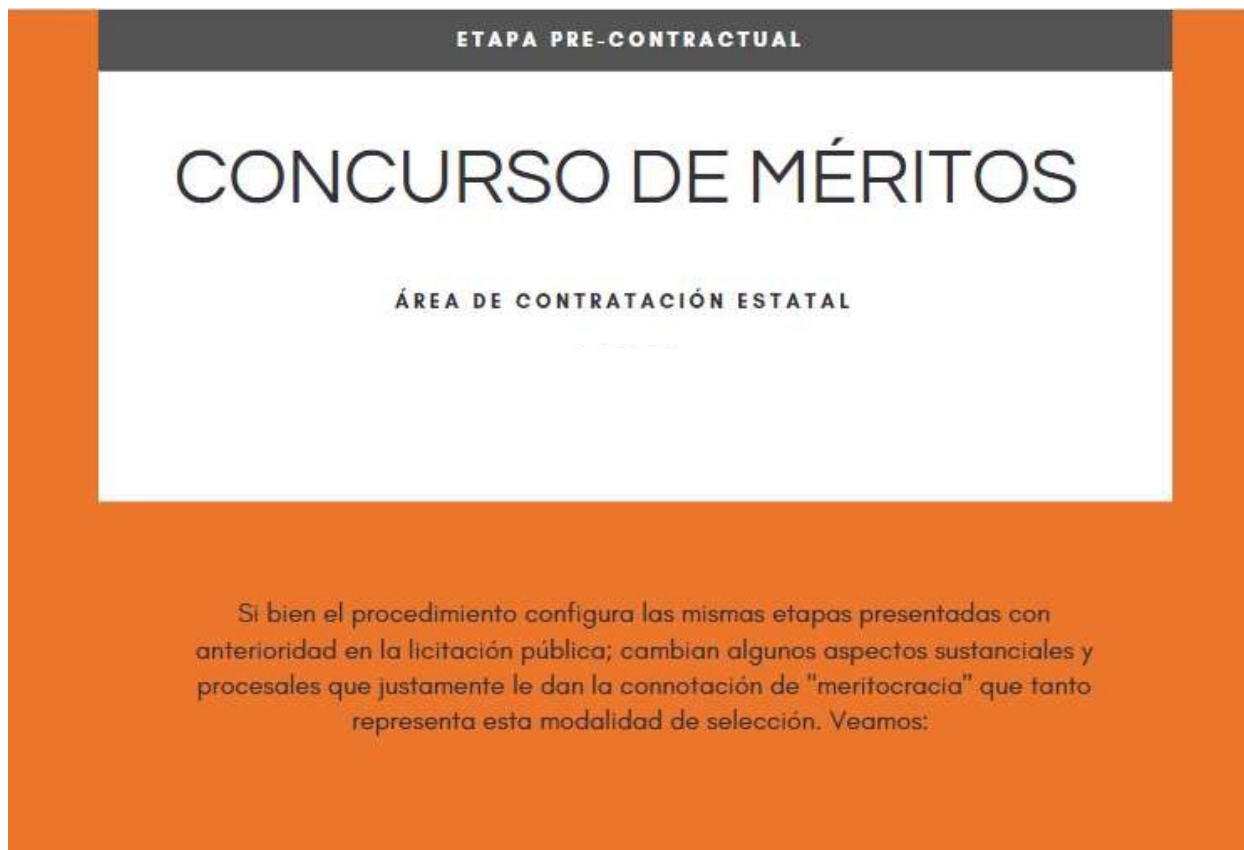 ETAPA PRE-CONTRACTUAL
CONCURSO DE MÉRITOS
ÁREA DE CONTRATACIÓN ESTATAL
Si bien el procedimiento configura las mismas etapas presentadas con
anterioridad en la licitación pública; cambian algunos aspectos sustanciales y
procesales que justamente le dan la connotación de "meritocracia" que tanto
representa esta modalidad de selección. Veamos: